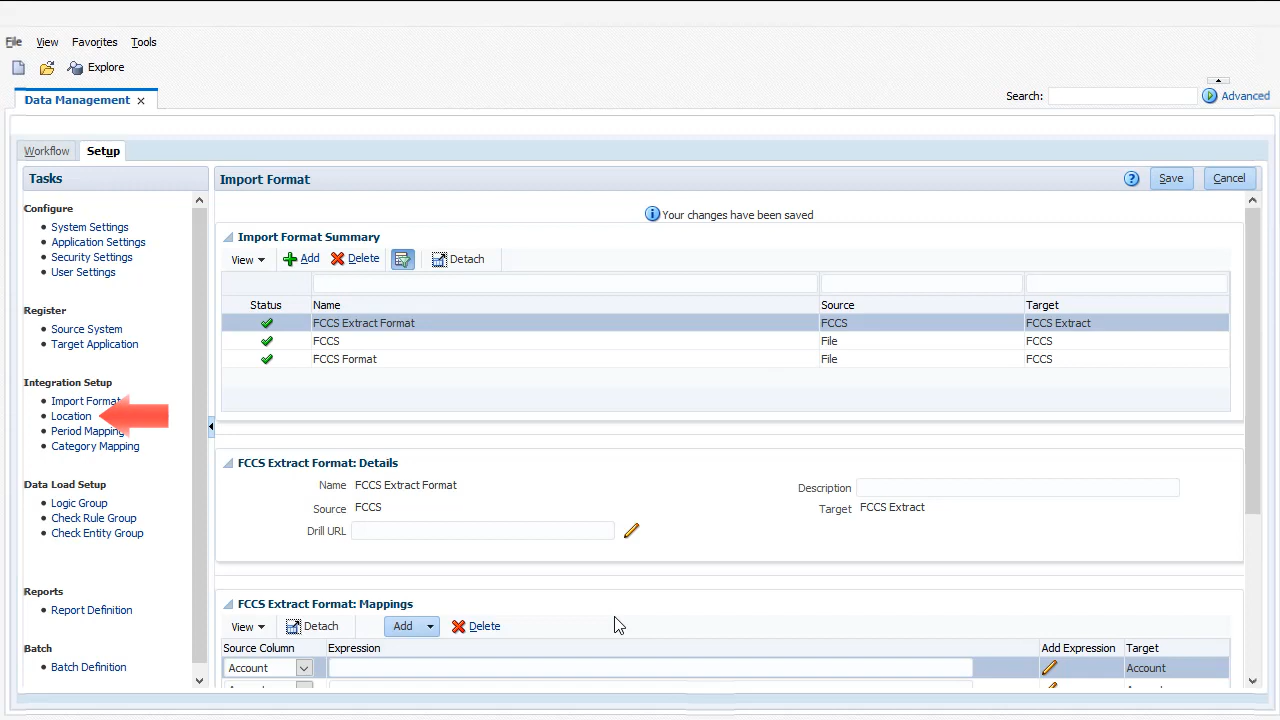 File View Favorites Tools
Explore
Data Management
Search:
Advanced
Workflow Setup
Tasks
Configure
System Settings
Application Settings
Security Settings
User Settings
Register
Source System
Target Application
Integration Setup
Import Format
Location
Period Mapping
Category Mapping
Data Load Setup
Logic Group
Check Rule Group
Check Entity Group
Reports
Report Definition
Batch
Batch Definition
Import Format
Save Cancel
Your changes have been saved
Import Format Summary
View Add Delete Detach
Status Name Source Target
FCCS Extract Format FCCS FCCS Extract
FCCS File FCCS
FCCS Format File FCCS
FCCS Extract Format: Details
Name FCCS Extract Format
Description
Source FCCS
Target FCCS Extract
Drill URL
FCCS Extract Format: Mappings
View Detach Add Delete
Source Column Expression Add Expression Target
Account Account